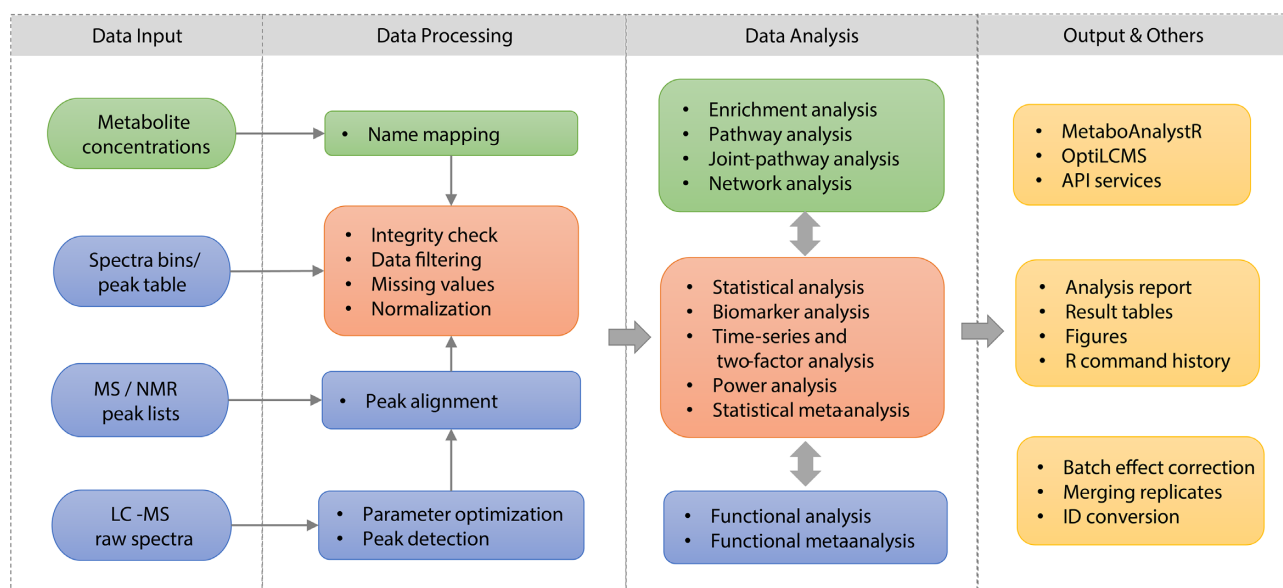 Data Input
Data Processing
Data Analysis
Output & Others
Metabolite
concentrations
Spectra bins/
peak table
MS / NMR
peak lists
LC -MS
raw spectra
• Name mapping
• Integrity check
• Data filtering
• Missing values
• Normalization
• Peak alignment
• Parameter optimization
• Peak detection
• Enrichment analysis
• Pathway analysis
• Joint-pathway analysis
• Network analysis
• Statistical analysis
• Biomarker analysis
• Time-series and
two-factor analysis
• Power analysis
• Statistical metaanalysis
• Functional analysis
• Functional metaanalysis
• MetaboAnalystR
• OptiLCMS
• API services
• Analysis report
• Result tables
• Figures
• R command history
• Batch effect correction
• Merging replicates
• ID conversion